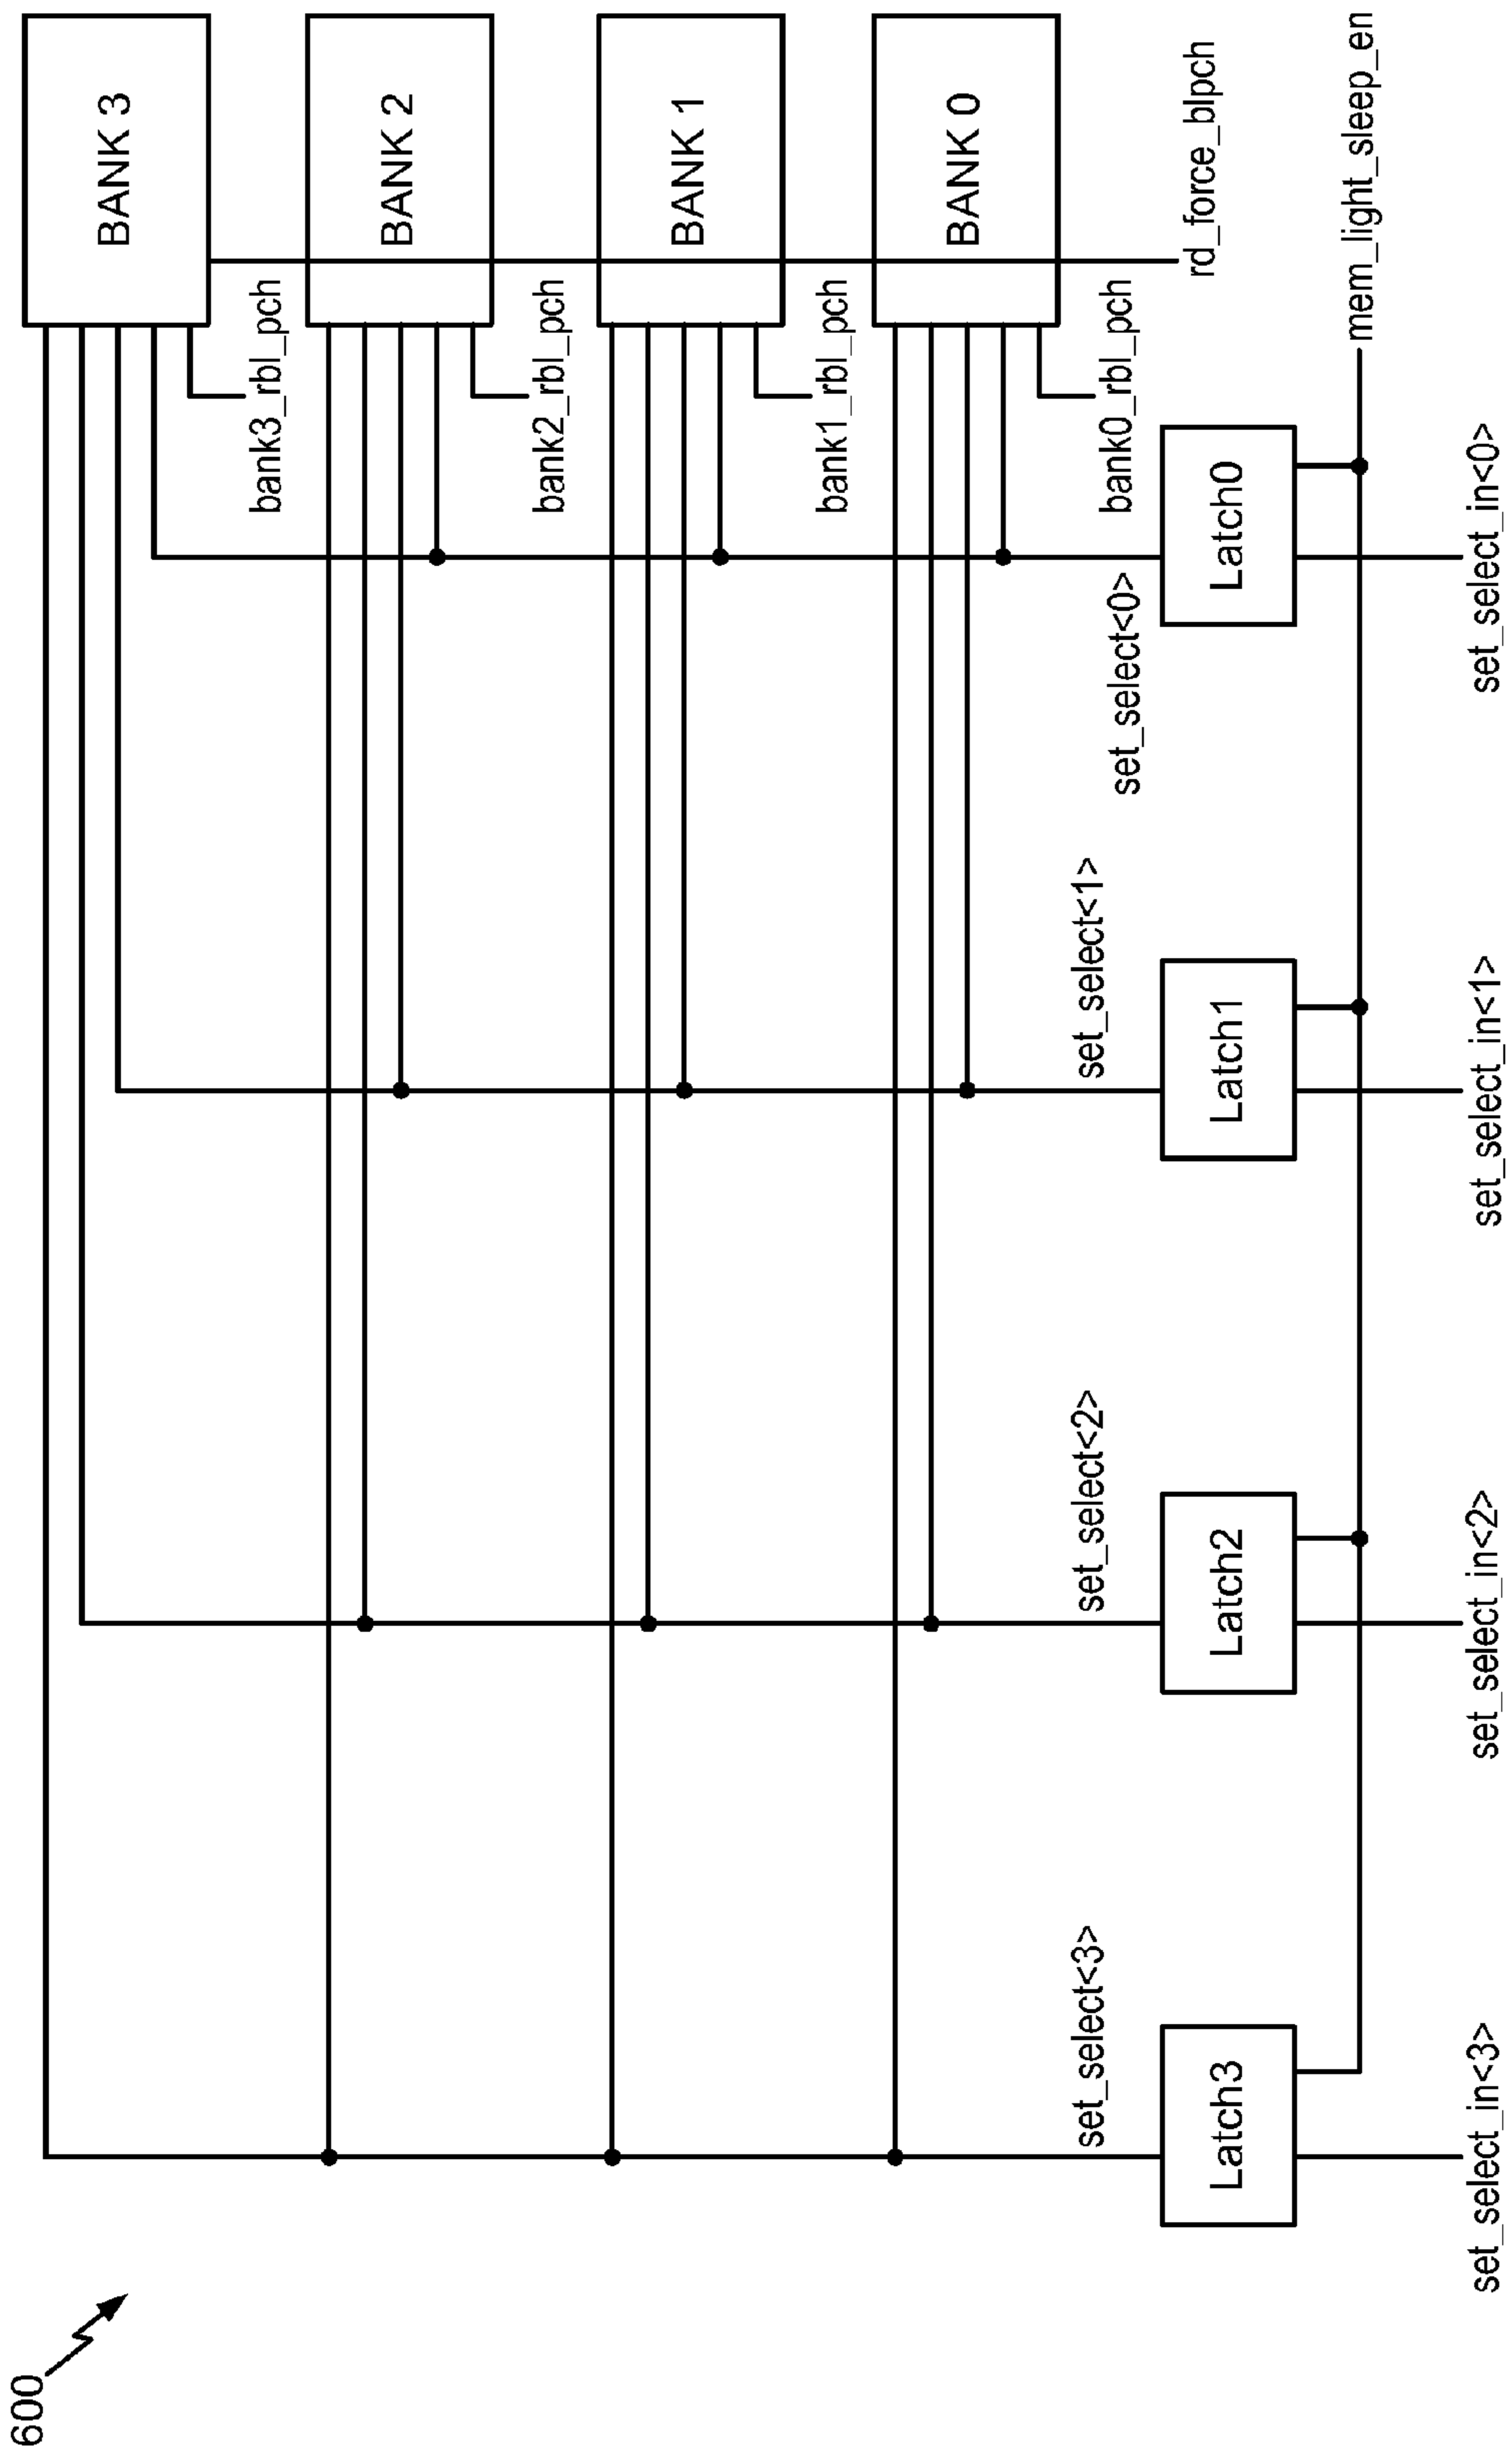 600
BANK 3
bank3_rbl_pch
BANK 2
bank2_rbl_pch
BANK 1
bank1_rbl_pch
BANK 0
bank0_rbl_pch
rd_force_blpch
mem_light_sleep_en
set_select<3>
set_select<2>
set_select<1>
set_select<0>
Latch3
Latch2
Latch1
Latch0
set_select_in<3>
set_select_in<2>
set_select_in<1>
set_select_in<0>